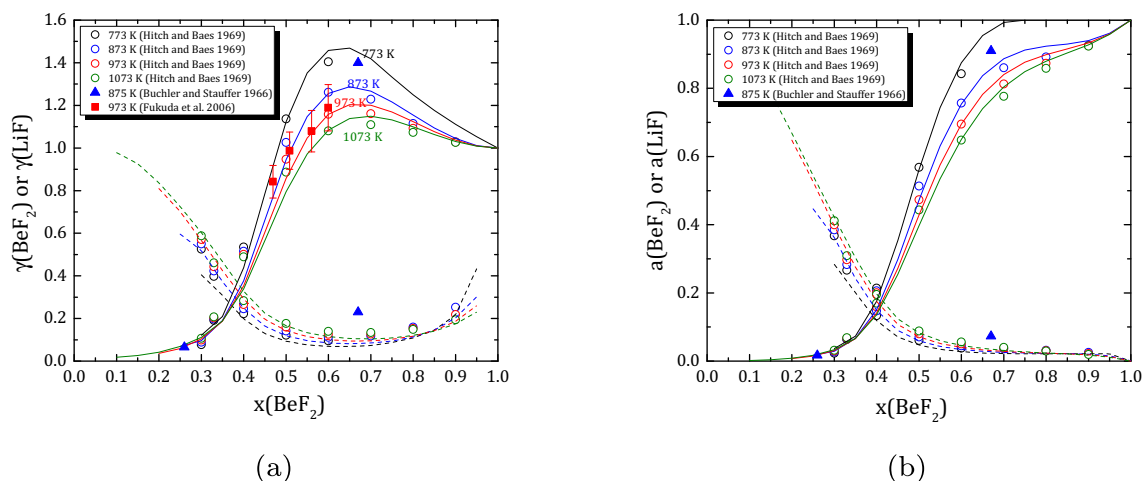 773 K (Hitch and Baes 1969)
873 K (Hitch and Baes 1969)
973 K (Hitch and Baes 1969)
1073 K (Hitch and Baes 1969)
875 K (Buchler and Stauffer 1966)
973 K (Fukuda et al. 2006)
773 K
873 K
973 K
1073 K
1.6
1.4
1.2
1.0
0.8
0.6
0.4
0.2
0.0
γ(BeF₂) or γ(LiF)
0.0 0.1 0.2 0.3 0.4 0.5 0.6 0.7 0.8 0.9 1.0
x(BeF₂)
(a)
773 K (Hitch and Baes 1969)
873 K (Hitch and Baes 1969)
973 K (Hitch and Baes 1969)
1073 K (Hitch and Baes 1969)
875 K (Buchler and Stauffer 1966)
1.0
0.8
0.6
0.4
0.2
0.0
a(BeF₂) or a(LiF)
0.0 0.1 0.2 0.3 0.4 0.5 0.6 0.7 0.8 0.9 1.0
x(BeF₂)
(b)